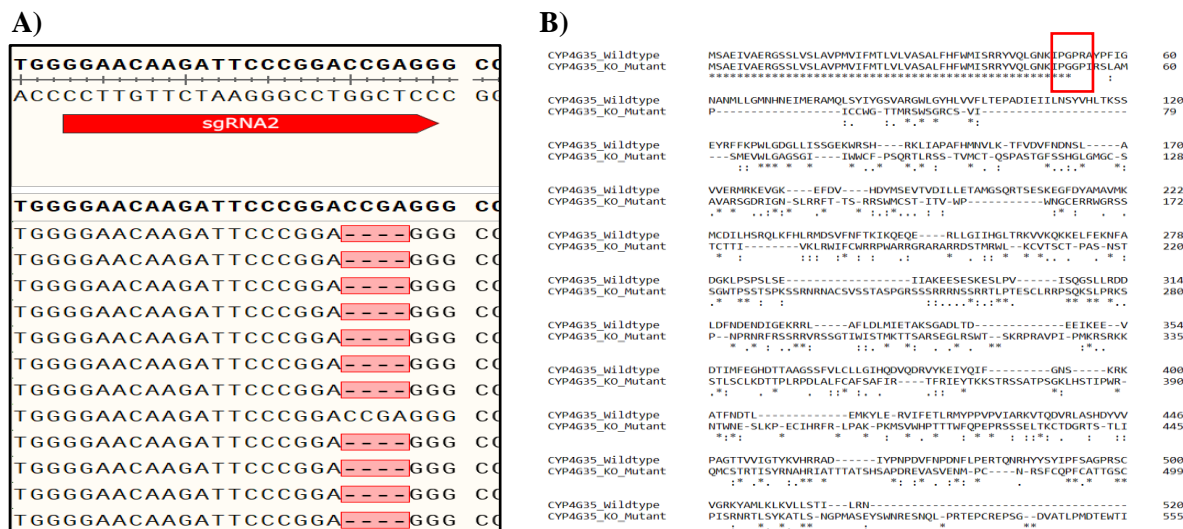 A)
TGGGGAACAAGATTCCCGGACCGAGGG CC
ACCCCTTGTTCTAAGGGCCTGGCTCCC GC
sgRNA2
TGGGGAACAAGATTCCCGGACCGAGGG CC
TGGGGAACAAGATTCCCGGA----GGG CC
TGGGGAACAAGATTCCCGGA----GGG CC
TGGGGAACAAGATTCCCGGA----GGG CC
TGGGGAACAAGATTCCCGGA----GGG CC
TGGGGAACAAGATTCCCGGA----GGG CC
TGGGGAACAAGATTCCCGGA----GGG CC
TGGGGAACAAGATTCCCGGA----GGG CC
TGGGGAACAAGATTCCCGGACCGAGGG CC
TGGGGAACAAGATTCCCGGA----GGG CC
TGGGGAACAAGATTCCCGGA----GGG CC
TGGGGAACAAGATTCCCGGA----GGG CC
TGGGGAACAAGATTCCCGGA----GGG CC
B)
CYP4G35_Wildtype MSAEIVAERGSSLVSLAVPMVIFMTLVLVASALFHFWMISRRYVQLGNKIPGPRAYPFIG 60
CYP4G35_KO_Mutant MSAEIVAERGSSLVSLAVPMVIFMTLVLVASALFHFWMISRRYVQLGNKIPGGPIRSLAM 60
CYP4G35_Wildtype NANMLLGMNHNEIMERAMQLSYIYGSVARGWLGYHLVVFLTEPADIEIILNSYVHLTKSS 120
CYP4G35_KO_Mutant P-------------ICCWG-TTMRSWSGRCS-VI------------------------- 79
CYP4G35_Wildtype EYRFFKPWLGDGLLISSGEKWRSH---RKLIAPAFHMNVLK-TFVDVFNDNSL----A 170
CYP4G35_KO_Mutant -SMEVWLGAGSGI---IWWCF-PSQRTLRSS-TVMCT-QSPASTGFSSHGLGMGC-S 128
CYP4G35_Wildtype VVERMRKEVGK----EFDV----HDYMSEVTVDILLETAMGSQRTSESKEGFDYAMAVMK 222
CYP4G35_KO_Mutant AVARSGDRIGN-SLRRFT-TS-RRSWMCST-ITV-WP---------WNGCERRWGRSS 172
CYP4G35_Wildtype MCDILHSRQLKFHLRMDSVFNFTKIKQEQE----RLLGIIHGLTRKVVKQKKELFEKNFA 278
CYP4G35_KO_Mutant TCTTI------VKLRWIFCWRRPWARRGRARARRDSTMRWL--KCVTSCT-PAS-NST 220
CYP4G35_Wildtype DGKLPSPSLSE-----------------IIAKEESESKESLPV-----ISQGSLLRDD 314
CYP4G35_KO_Mutant SGWTPSSTSPKSSRNRNACSVSSTASPGRSSSRRRNSSRRTLPTESCLRRPSQKSLPRKS 280
CYP4G35_Wildtype LDFNDENDIGEKRRL----AFLDLMIETAKSGADLTD------------EEIKEE--V 354
CYP4G35_KO_Mutant P--NPRNRFRSSRRVRSSGTIWISTMKTTSARSEGLRSWT--SKRPRAVPI-PMKRSRKK 335
CYP4G35_Wildtype DTIMFEGHDTTAAGSSFVLCLLGIHQDVQDRVYKEIYQIF-------GNS----KRK 400
CYP4G35_KO_Mutant STLSCLKDTTPLRPDLALFCAFSAFIR----TFRIEYTKKSTRSSATPSGKLHSTIPWR- 390
CYP4G35_Wildtype ATFNDTL-----------EMKYLE-RVIFETLRMYPPVPVIARKVTQDVRLASHDYVV 446
CYP4G35_KO_Mutant NTWNE-SLKP-ECIHRFR-LPAK-PKMSVWHPTTTWFQPEPRSSSELTKCTDGRTS-TLI 445
CYP4G35_Wildtype PAGTTVVIGTYKVHRRAD------IYPNPDVFNPDNFLPERTQNRHYYSYIPFSAGPRSC 500
CYP4G35_KO_Mutant QMCSTRTISYRNAHRIATTTATSHSAPDREVASVENM-PC----N-RSFCQPFCATTGSC 499
CYP4G35_Wildtype VGRKYAMLKLKVLLSTI---LRN------------------------- 520
CYP4G35_KO_Mutant PISRNRTLSYKATLS-NGPMASEYSWNRESNQL-PRTEPCREPSG--DVATLPMDTEWTI 555